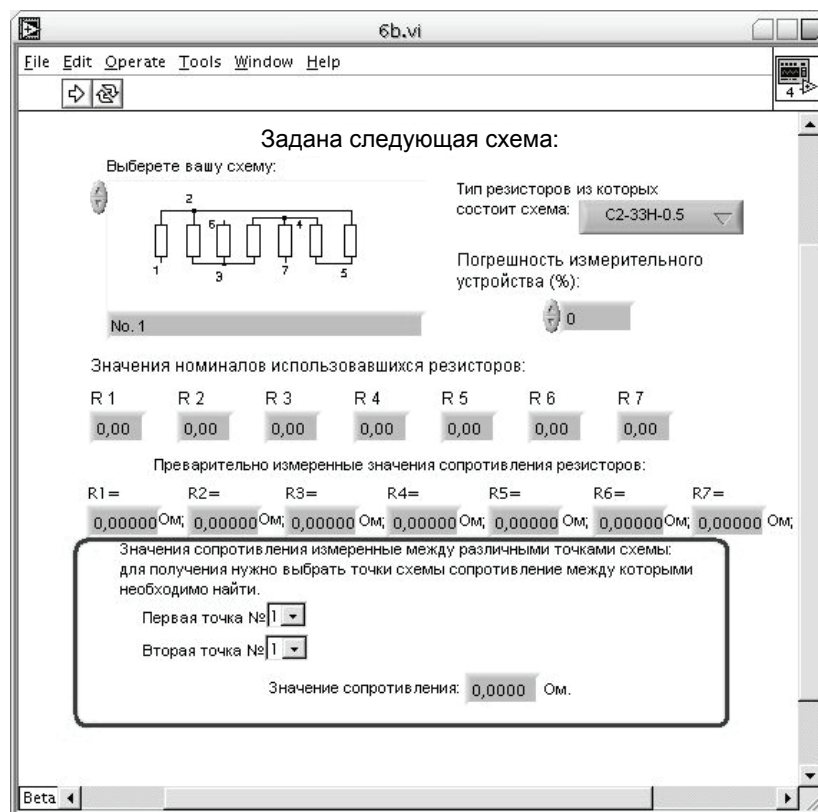 6b.vi
File Edit Operate Tools Window Help
4
Задана следующая схема:
Выберете вашу схему:
2
6
4
1
3
7
5
No. 1
Тип резисторов из которых
состоит схема: С2-33Н-0.5
Погрешность измерительного
устройства (%):
0
Значения номиналов использовавшихся резисторов:
R 1 R 2 R 3 R 4 R 5 R 6 R 7
0,00 0,00 0,00 0,00 0,00 0,00 0,00
Преварительно измеренные значения сопротивления резисторов:
R1= R2= R3= R4= R5= R6= R7=
0,00000 Ом; 0,00000 Ом; 0,00000 Ом; 0,00000 Ом; 0,00000 Ом; 0,00000 Ом; 0,00000 Ом;
Значения сопротивления измеренные между различными точками схемы:
для получения нужно выбрать точки схемы сопротивление между которыми
необходимо найти.
Первая точка № 1
Вторая точка № 1
Значение сопротивления: 0,0000 Ом.
Beta